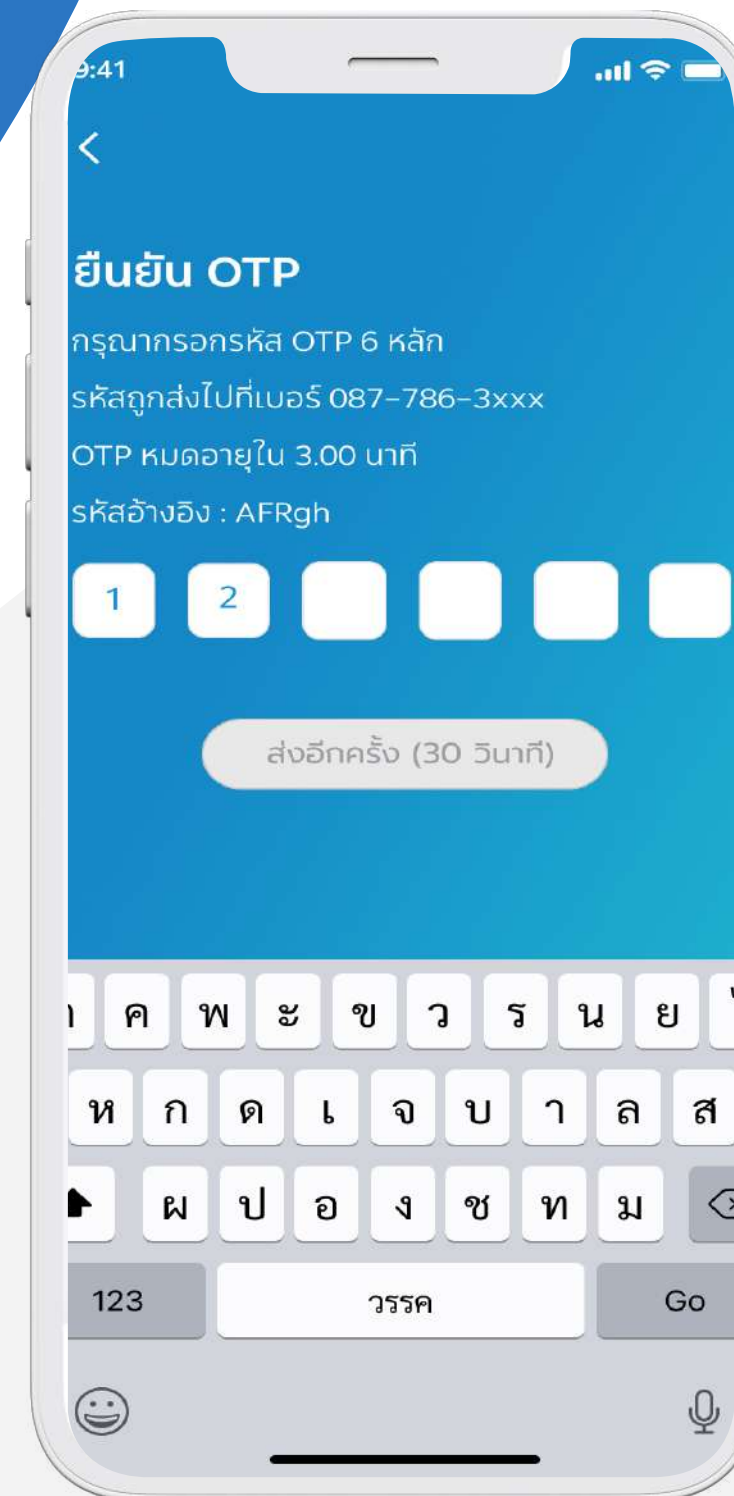 9:41
ยืนยัน OTP
กรุณากรอกรหัส OTP 6 หลัก
รหัสถูกส่งไปที่เบอร์ 087-786-3xxx
OTP หมดอายุใน 3.00 นาที
รหัสอ้างอิง : AFRgh
1 2
ส่งอีกครั้ง (30 วินาที)
ค พ ะ ข ว ร น ย
ห ก ด เ จ บ า ล ส
ผ ป อ ง ช ท ม
123 วรรค Go